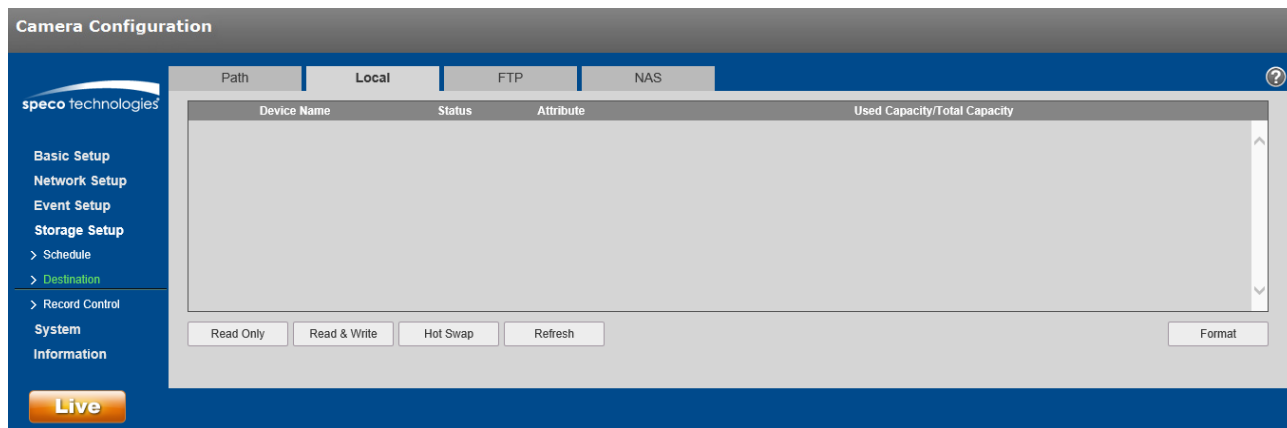 Camera Configuration
Path Local FTP NAS
speco technologies
Device Name Status Attribute Used Capacity/Total Capacity
Basic Setup
Network Setup
Event Setup
Storage Setup
> Schedule
> Destination
> Record Control
System
Information
Read Only Read & Write Hot Swap Refresh Format
Live